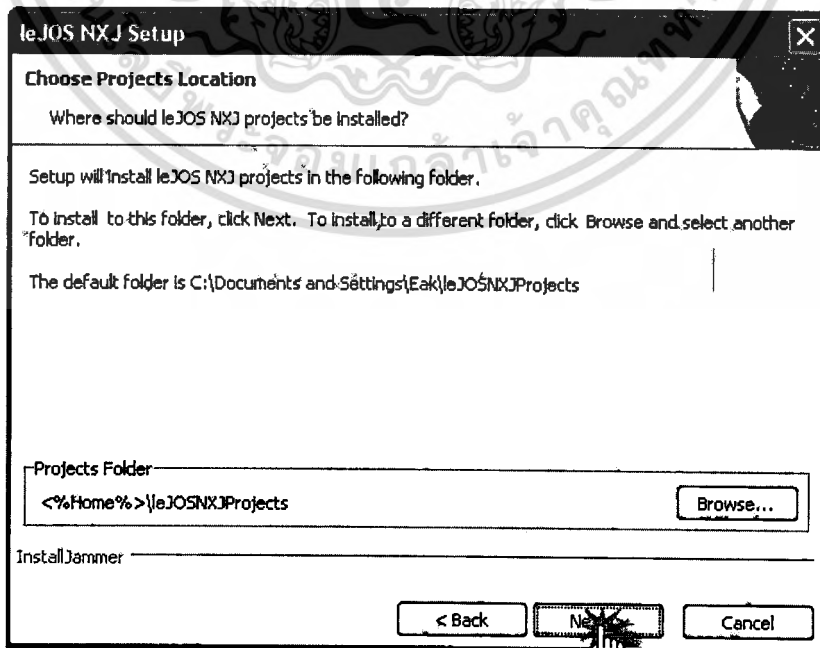 leJOS NXJ Setup
Choose Projects Location
Where should leJOS NXJ projects be installed?
Setup will install leJOS NXJ projects in the following folder.
To install to this folder, click Next. To install to a different folder, click Browse and select another
folder.
The default folder is C:\Documents and Settings\Eak\leJOSNXJProjects
Projects Folder
<%Home%>\leJOSNXJProjects
Browse...
InstallJammer
< Back
Cancel